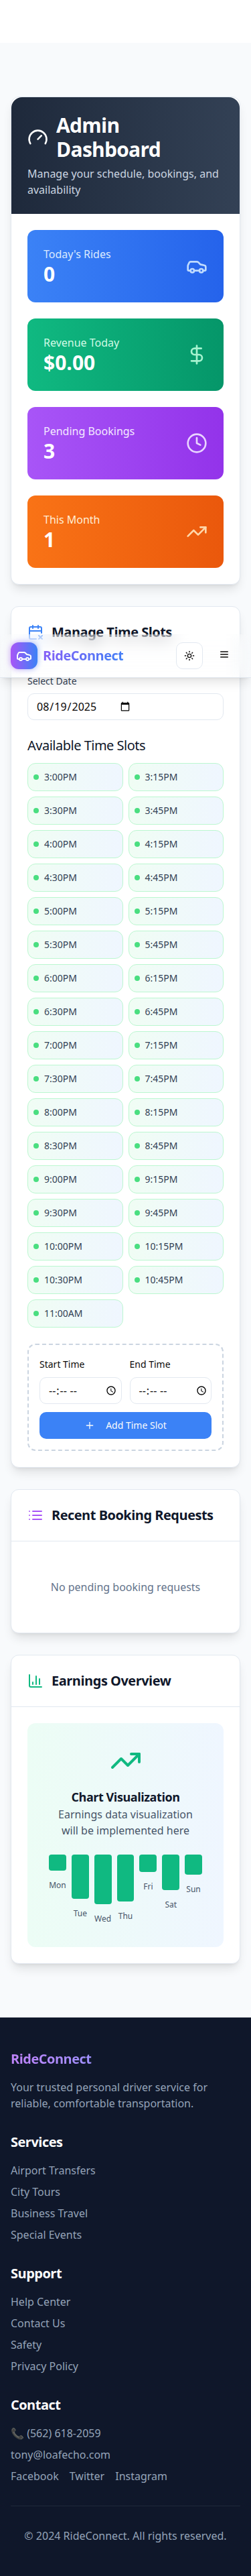 Admin
Dashboard
Manage your schedule, bookings, and
availability
Today's Rides
0
Revenue Today
$0.00
Pending Bookings
3
This Month
1
Manage Time Slots
RideConnect
Select Date
08/19/2025
Available Time Slots
3:00PM 3:15PM
3:30PM 3:45PM
4:00PM 4:15PM
4:30PM 4:45PM
5:00PM 5:15PM
5:30PM 5:45PM
6:00PM 6:15PM
6:30PM 6:45PM
7:00PM 7:15PM
7:30PM 7:45PM
8:00PM 8:15PM
8:30PM 8:45PM
9:00PM 9:15PM
9:30PM 9:45PM
10:00PM 10:15PM
10:30PM 10:45PM
11:00AM
Start Time End Time
--:-- -- --:-- --
+ Add Time Slot
Recent Booking Requests
No pending booking requests
Earnings Overview
Chart Visualization
Earnings data visualization
will be implemented here
Mon Tue Wed Thu Fri Sat Sun
RideConnect
Your trusted personal driver service for
reliable, comfortable transportation.
Services
Airport Transfers
City Tours
Business Travel
Special Events
Support
Help Center
Contact Us
Safety
Privacy Policy
Contact
📞 (562) 618-2059
tony@loafecho.com
Facebook Twitter Instagram
© 2024 RideConnect. All rights reserved.